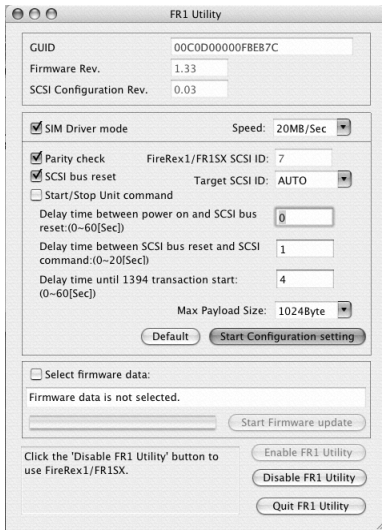 FR1 Utility
GUID 00C0D00000FBEB7C
Firmware Rev. 1.33
SCSI Configuration Rev. 0.03
SIM Driver mode Speed: 20MB/Sec
Parity check FireRex1/FR1SX SCSI ID: 7
SCSI bus reset Target SCSI ID: AUTO
Start/Stop Unit command
Delay time between power on and SCSI bus
reset:(0~60[Sec]) 0
Delay time between SCSI bus reset and SCSI
command:(0~20[Sec]) 1
Delay time until 1394 transaction start:
(0~60[Sec]) 4
Max Payload Size: 1024Byte
Default Start Configuration setting
Select firmware data:
Firmware data is not selected.
Start Firmware update
Click the 'Disable FR1 Utility' button to
use FireRex1/FR1SX.
Enable FR1 Utility
Disable FR1 Utility
Quit FR1 Utility